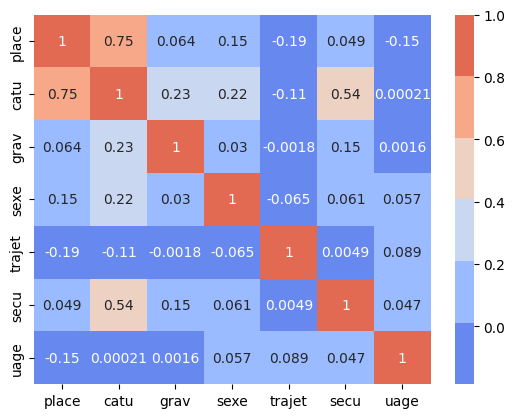 place 1 0.75 0.064 0.15 -0.19 0.049 -0.15
catu 0.75 1 0.23 0.22 -0.11 0.54 0.00021
grav 0.064 0.23 1 0.03 -0.0018 0.15 0.0016
sexe 0.15 0.22 0.03 1 -0.065 0.061 0.057
trajet -0.19 -0.11 -0.0018 -0.065 1 0.0049 0.089
secu 0.049 0.54 0.15 0.061 0.0049 1 0.047
uage -0.15 0.00021 0.0016 0.057 0.089 0.047 1
place catu grav sexe trajet secu uage
1.0
0.8
0.6
0.4
0.2
0.0